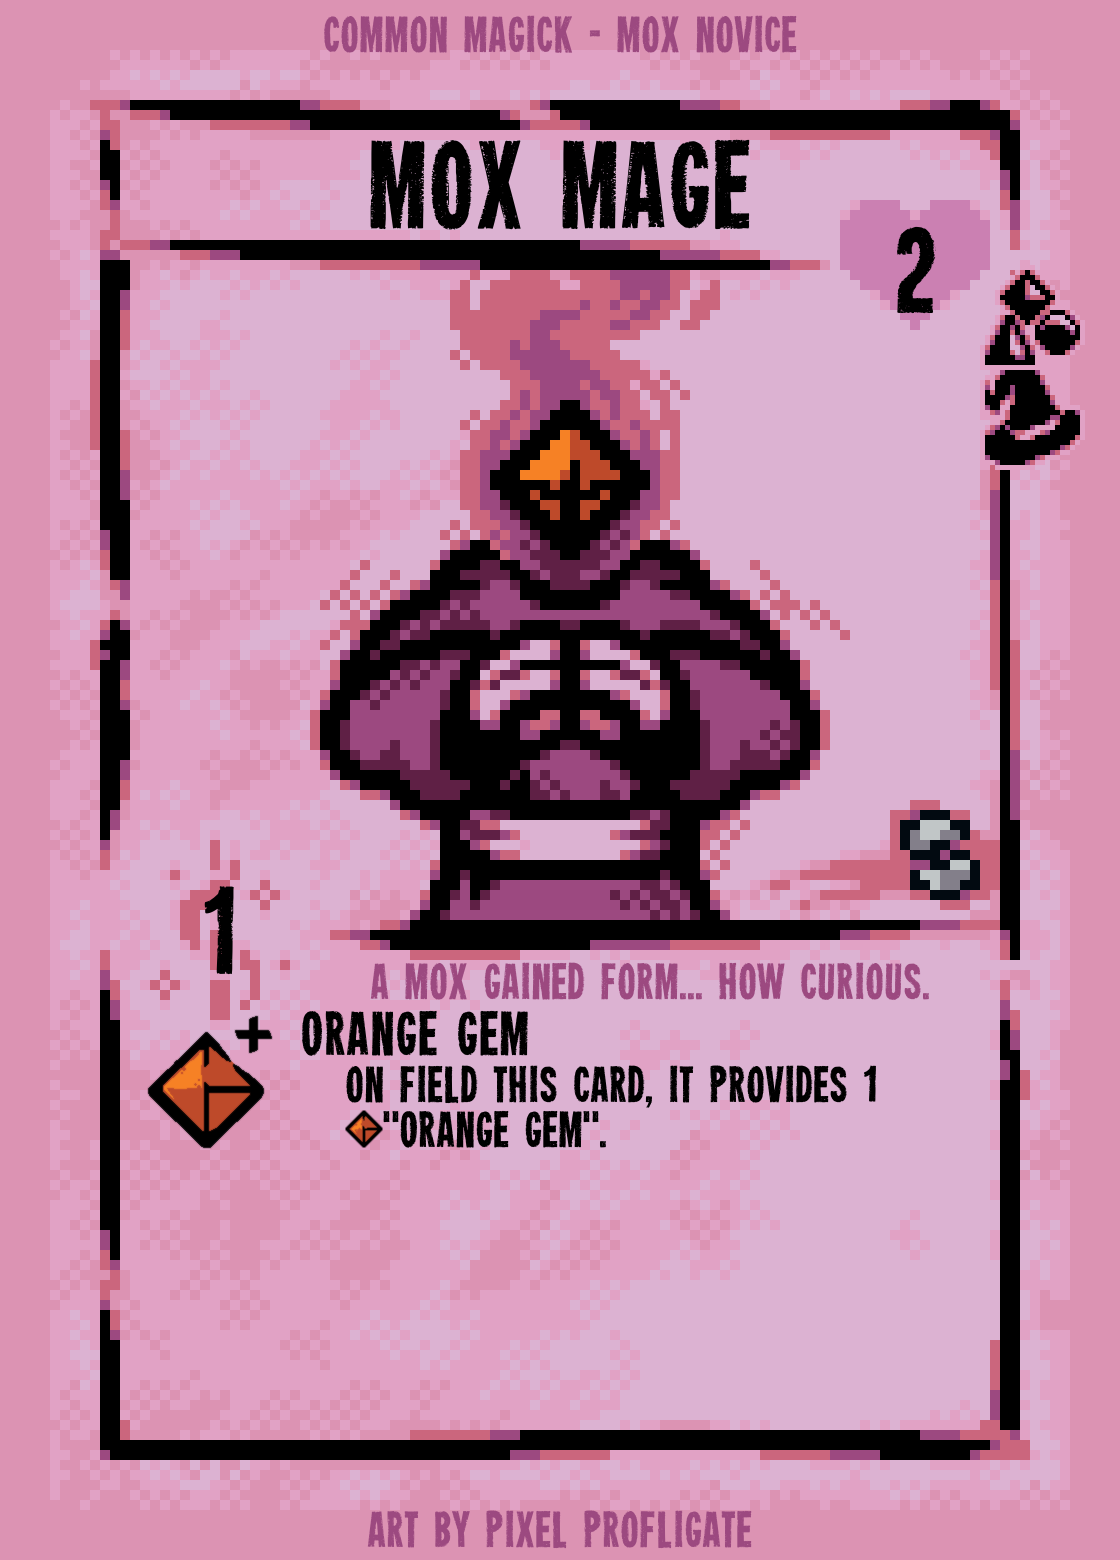 COMMON MAGICK - MOX NOVICE
MOX MAGE
2
1
A MOX GAINED FORM... HOW CURIOUS.
+ ORANGE GEM
ON FIELD THIS CARD, IT PROVIDES 1
"ORANGE GEM".
ART BY PIXEL PROFLIGATE